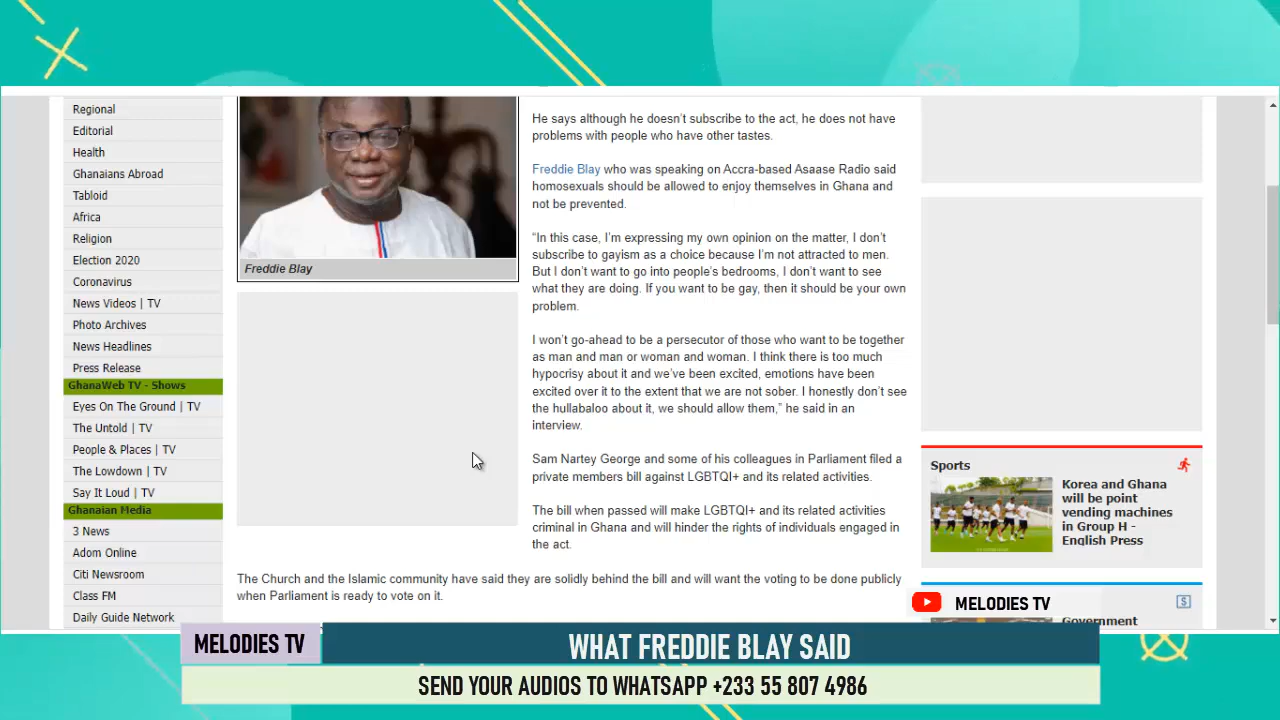 Regional
Editorial
Health
Ghanaians Abroad
Tabloid
Africa
Religion
Election 2020
Coronavirus
News Videos | TV
Photo Archives
News Headlines
Press Release
GhanaWeb TV - Shows
Eyes On The Ground | TV
The Untold | TV
People & Places | TV
The Lowdown | TV
Say It Loud | TV
Ghanaian Media
3 News
Adom Online
Citi Newsroom
Class FM
Daily Guide Network
Freddie Blay
He says although he doesn't subscribe to the act, he does not have
problems with people who have other tastes.
Freddie Blay who was speaking on Accra-based Asaase Radio said
homosexuals should be allowed to enjoy themselves in Ghana and
not be prevented.
“In this case, I'm expressing my own opinion on the matter, I don't
subscribe to gayism as a choice because I'm not attracted to men.
But I don't want to go into people's bedrooms, I don't want to see
what they are doing. If you want to be gay, then it should be your own
problem.
I won't go-ahead to be a persecutor of those who want to be together
as man and man or woman and woman. I think there is too much
hypocrisy about it and we've been excited, emotions have been
excited over it to the extent that we are not sober. I honestly don't see
the hullabaloo about it, we should allow them,” he said in an
interview.
Sam Nartey George and some of his colleagues in Parliament filed a
private members bill against LGBTQI+ and its related activities.
The bill when passed will make LGBTQI+ and its related activities
criminal in Ghana and will hinder the rights of individuals engaged in
the act.
The Church and the Islamic community have said they are solidly behind the bill and will want the voting to be done publicly
when Parliament is ready to vote on it.
Sports
Korea and Ghana
will be point
vending machines
in Group H -
English Press
MELODIES TV
Government
MELODIES TV
WHAT FREDDIE BLAY SAID
SEND YOUR AUDIOS TO WHATSAPP +233 55 807 4986